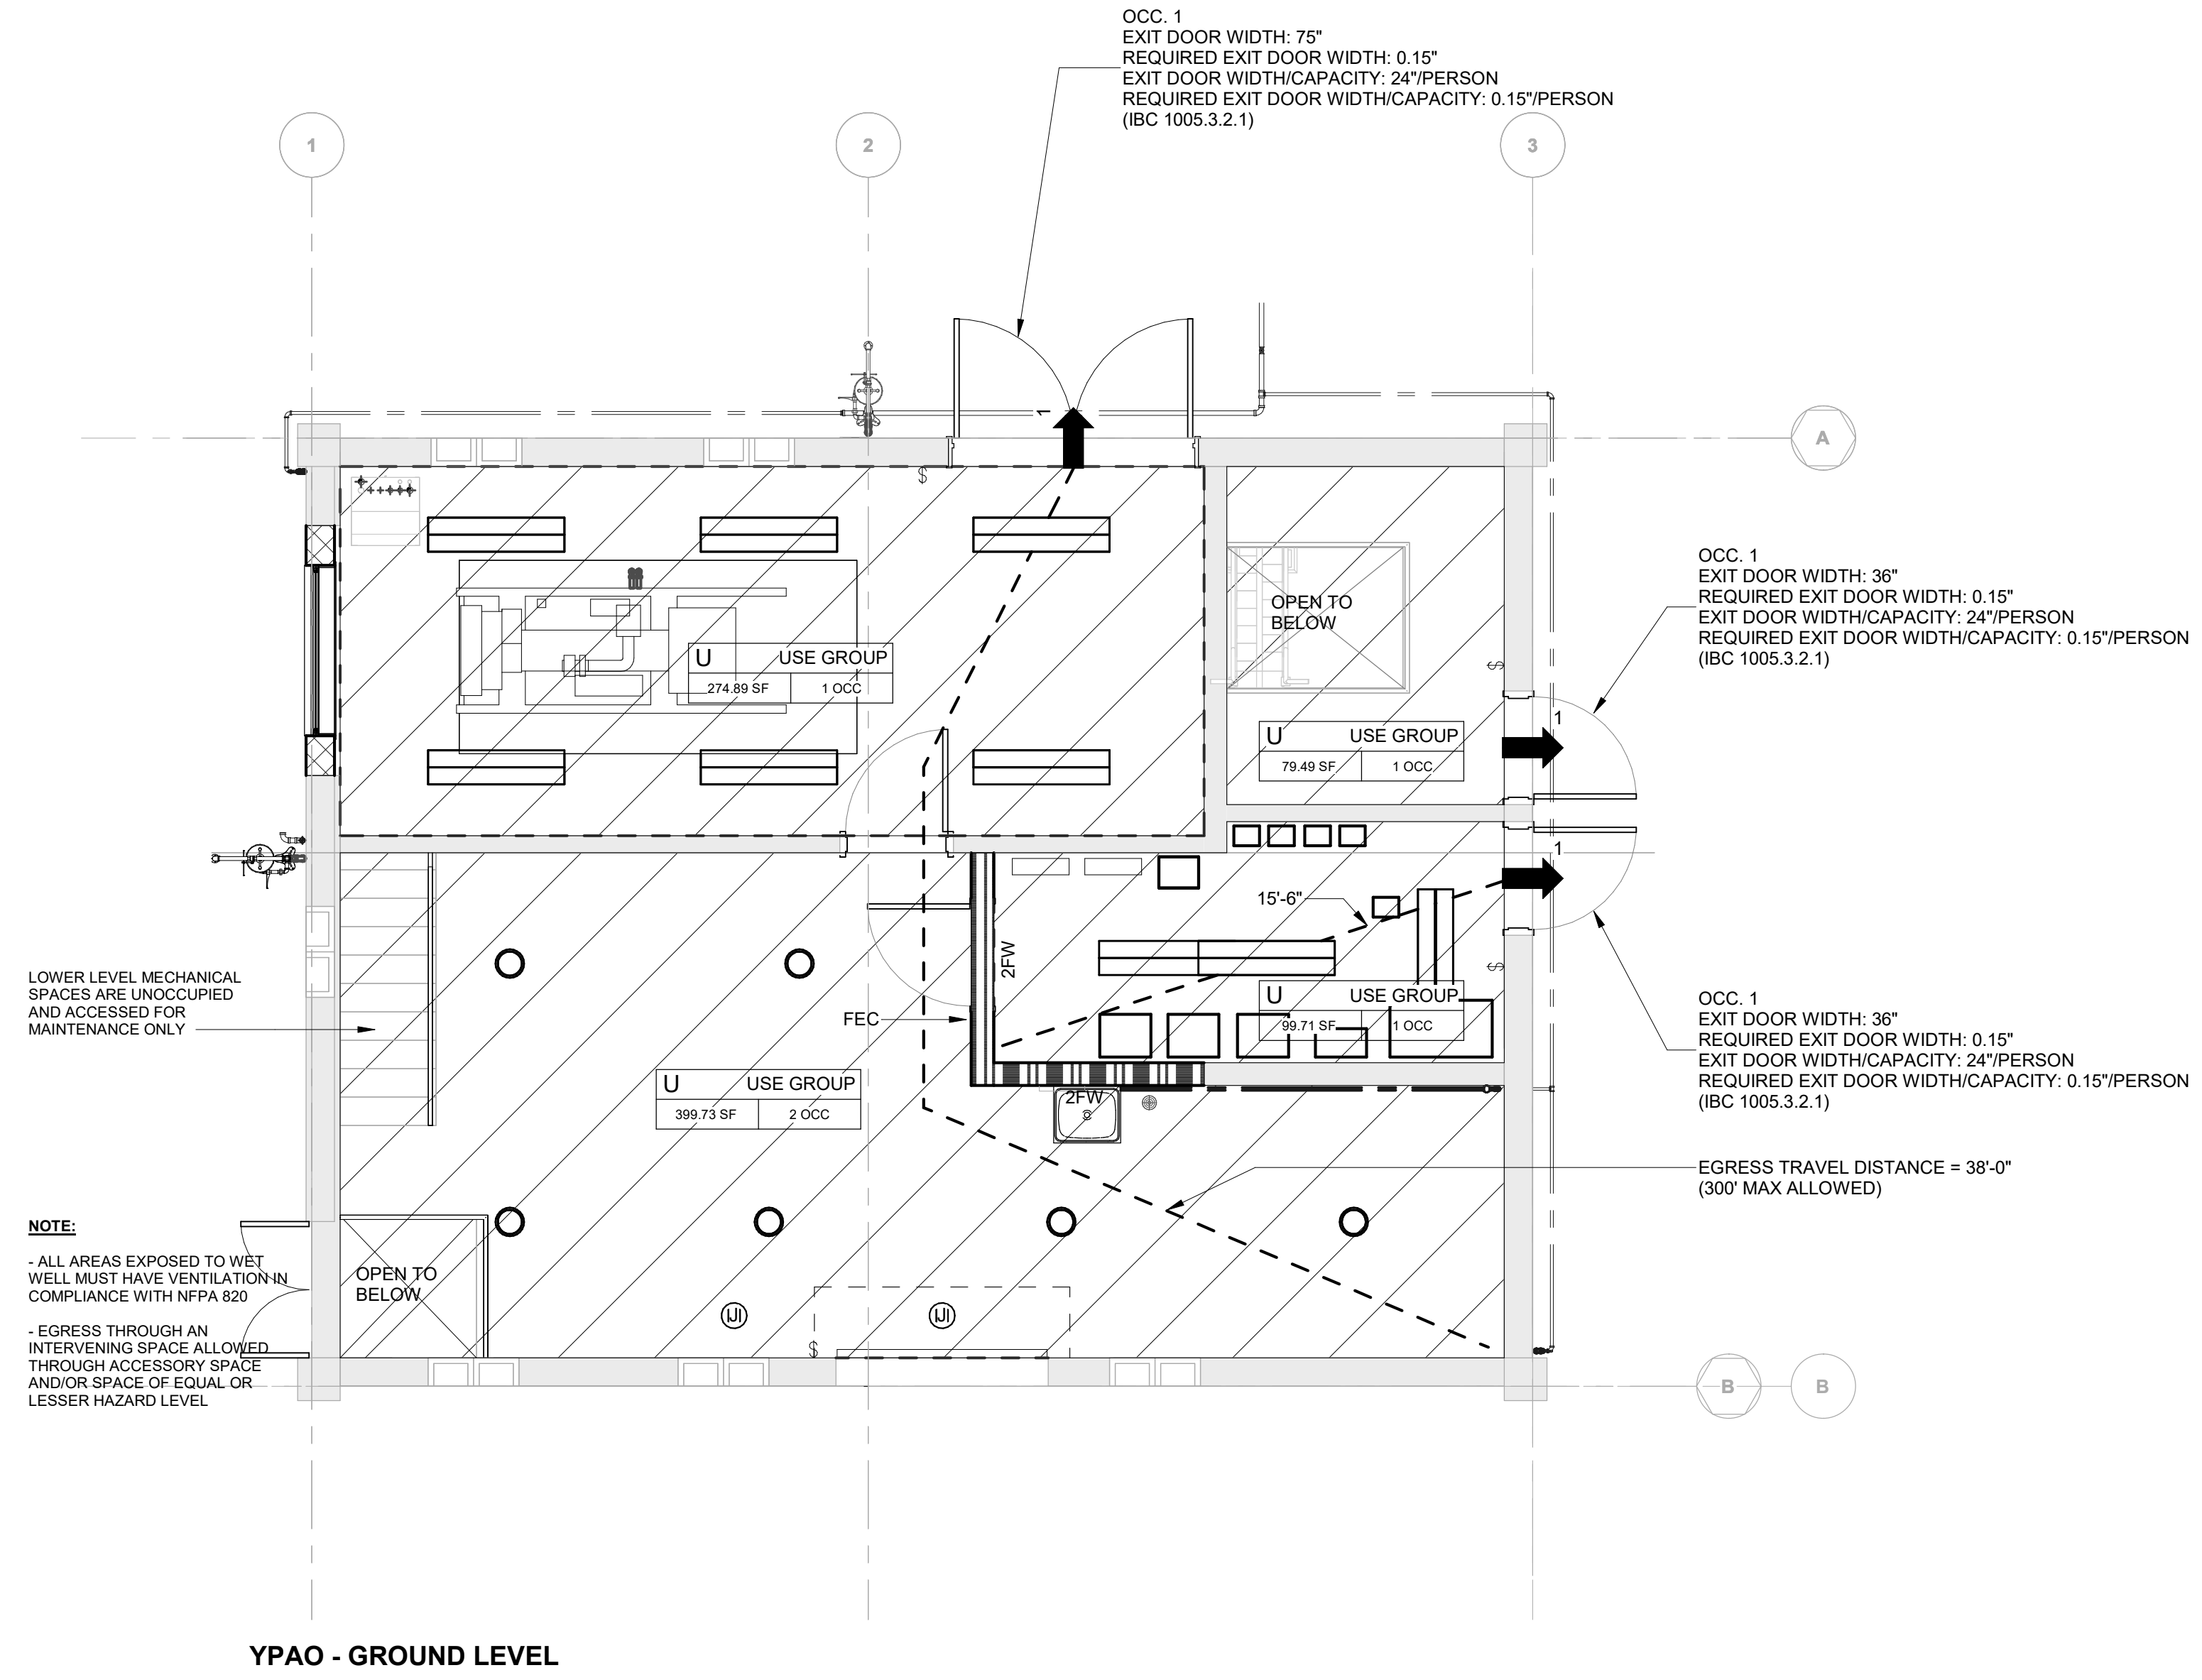 OCC. 1
EXIT DOOR WIDTH: 75"
REQUIRED EXIT DOOR WIDTH: 0.15"
EXIT DOOR WIDTH/CAPACITY: 24"/PERSON
REQUIRED EXIT DOOR WIDTH/CAPACITY: 0.15"/PERSON
(IBC 1005.3.2.1)
1
2
3
1
A
$
OCC. 1
EXIT DOOR WIDTH: 36"
REQUIRED EXIT DOOR WIDTH: 0.15"
EXIT DOOR WIDTH/CAPACITY: 24"/PERSON
REQUIRED EXIT DOOR WIDTH/CAPACITY: 0.15"/PERSON
(IBC 1005.3.2.1)
OPEN TO
BELOW
$
U USE GROUP
274.89 SF 1 OCC
1
U USE GROUP
79.49 SF 1 OCC
1
15'-6"
2FW
$
LOWER LEVEL MECHANICAL
SPACES ARE UNOCCUPIED
AND ACCESSED FOR
MAINTENANCE ONLY
FEC
U USE GROUP
99.71 SF 1 OCC
OCC. 1
EXIT DOOR WIDTH: 36"
REQUIRED EXIT DOOR WIDTH: 0.15"
EXIT DOOR WIDTH/CAPACITY: 24"/PERSON
REQUIRED EXIT DOOR WIDTH/CAPACITY: 0.15"/PERSON
(IBC 1005.3.2.1)
U USE GROUP
399.73 SF 2 OCC
2FW
EGRESS TRAVEL DISTANCE = 38'-0"
(300' MAX ALLOWED)
NOTE:
- ALL AREAS EXPOSED TO WET
WELL MUST HAVE VENTILATION IN
COMPLIANCE WITH NFPA 820
- EGRESS THROUGH AN
INTERVENING SPACE ALLOWED
THROUGH ACCESSORY SPACE
AND/OR SPACE OF EQUAL OR
LESSER HAZARD LEVEL
OPEN TO
BELOW
$
B
B
YPAO - GROUND LEVEL